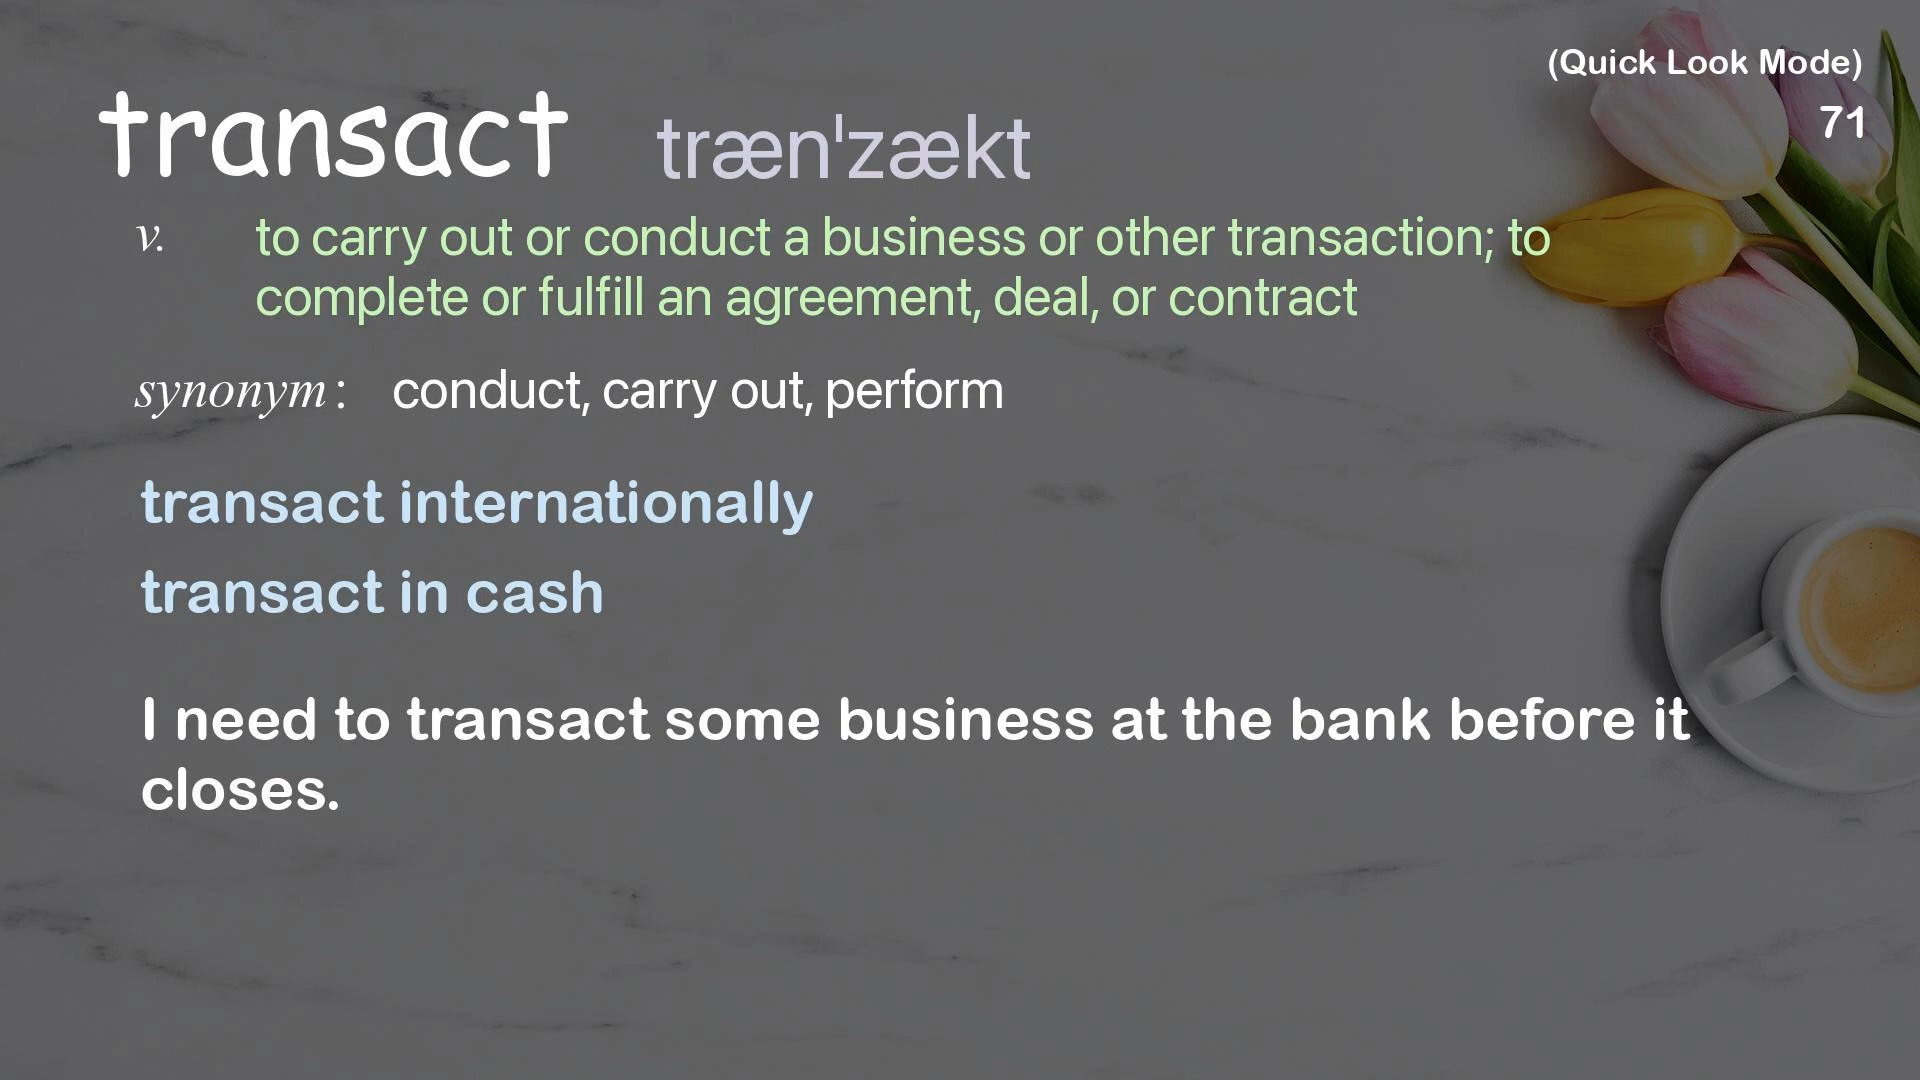 (Quick Look Mode)
transact træn'zækt
71
v. to carry out or conduct a business or other transaction; to
complete or fulfill an agreement, deal, or contract
synonym: conduct, carry out, perform
transact internationally
transact in cash
I need to transact some business at the bank before it
closes.